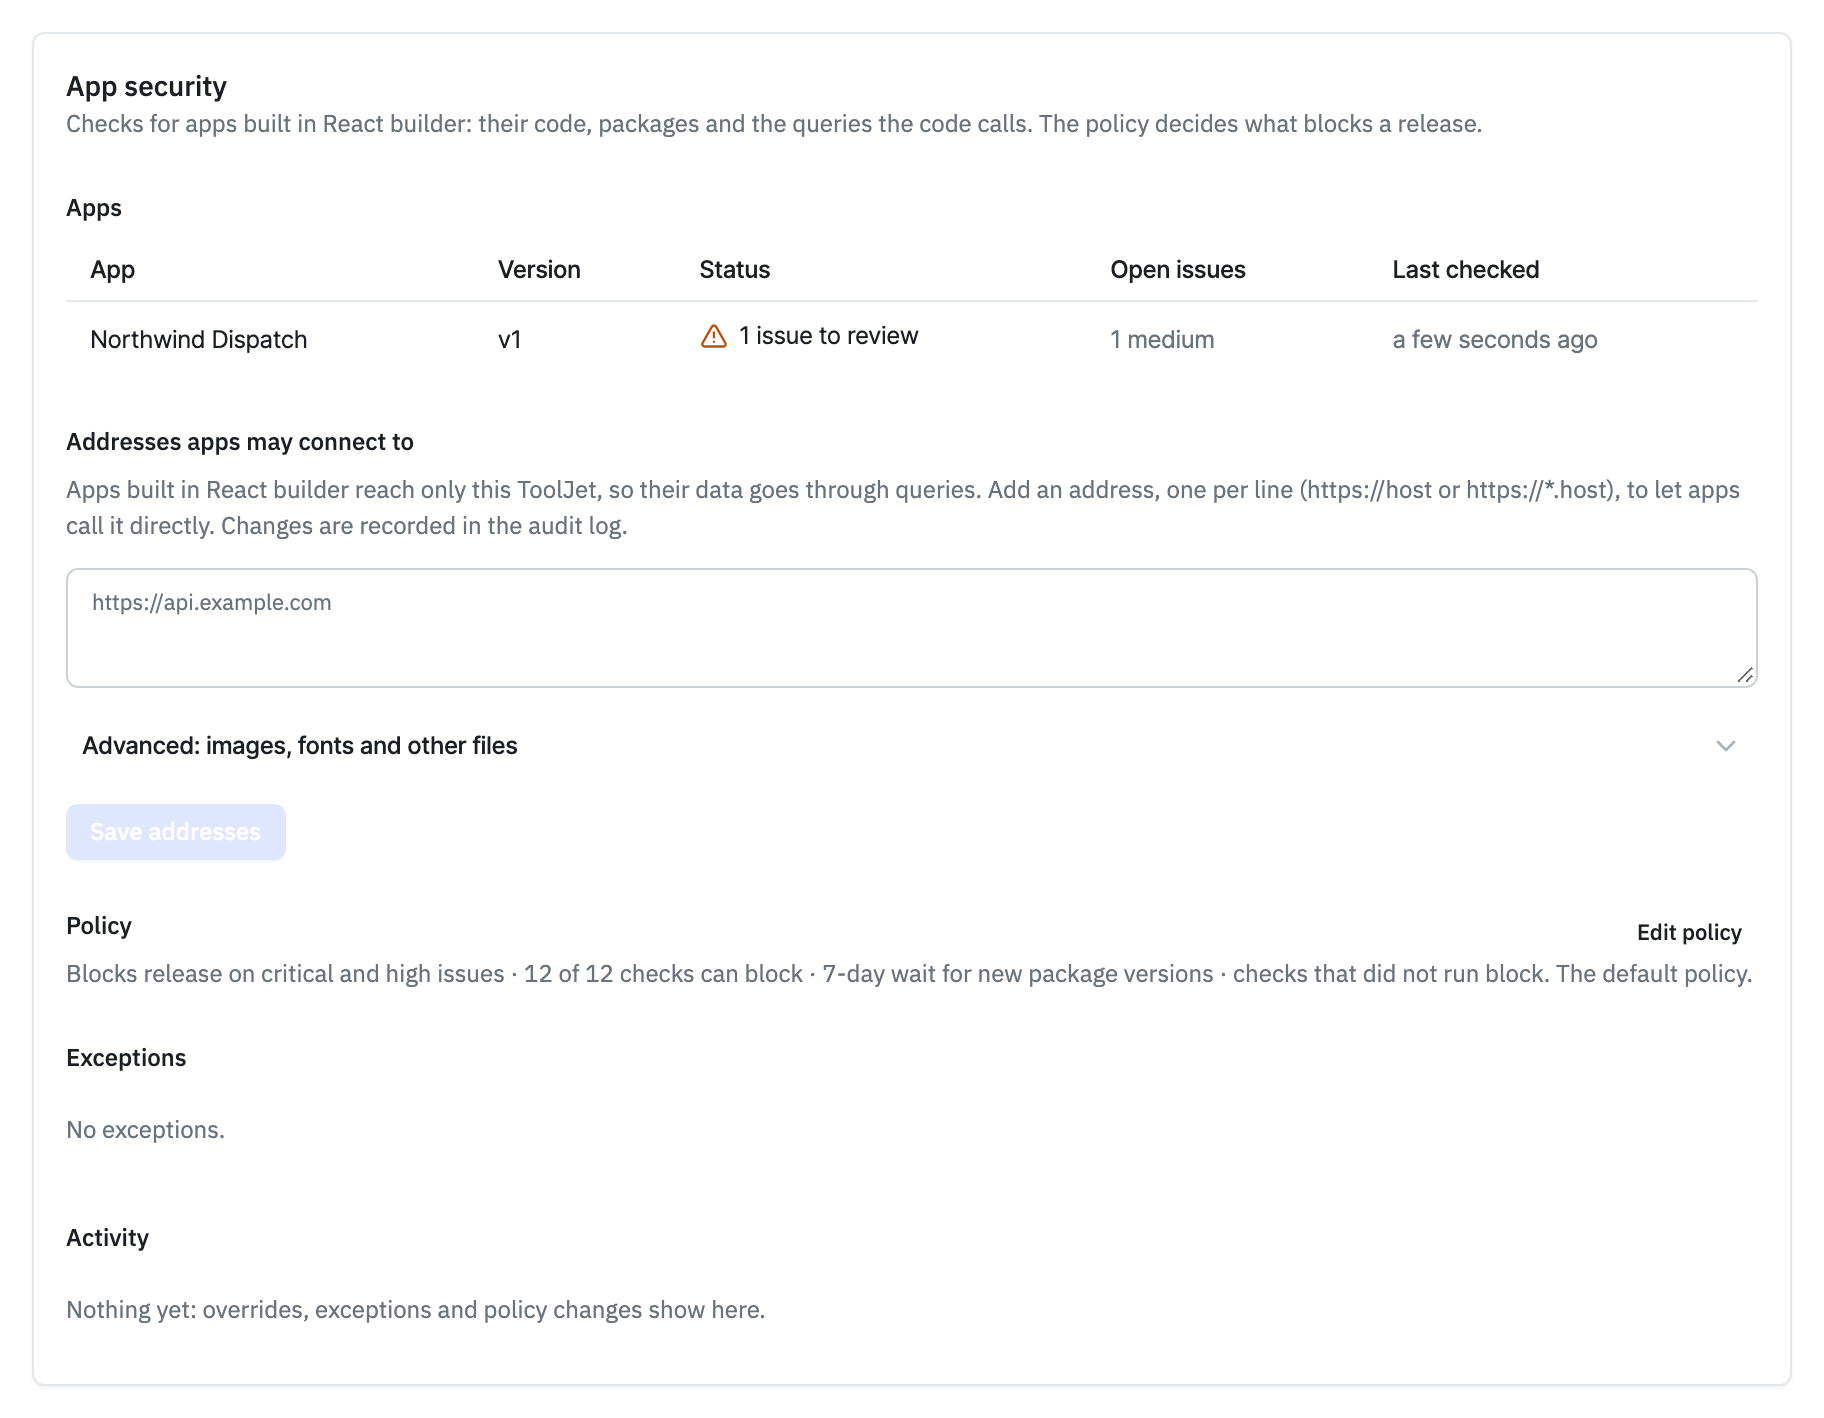 App security
Checks for apps built in React builder: their code, packages and the queries the code calls. The policy decides what blocks a release.
Apps
App Version Status Open issues Last checked
Northwind Dispatch v1 1 issue to review 1 medium a few seconds ago
Addresses apps may connect to
Apps built in React builder reach only this ToolJet, so their data goes through queries. Add an address, one per line (https://host or https://*.host), to let apps
call it directly. Changes are recorded in the audit log.
https://api.example.com
Advanced: images, fonts and other files
Save addresses
Policy
Edit policy
Blocks release on critical and high issues · 12 of 12 checks can block · 7-day wait for new package versions · checks that did not run block. The default policy.
Exceptions
No exceptions.
Activity
Nothing yet: overrides, exceptions and policy changes show here.